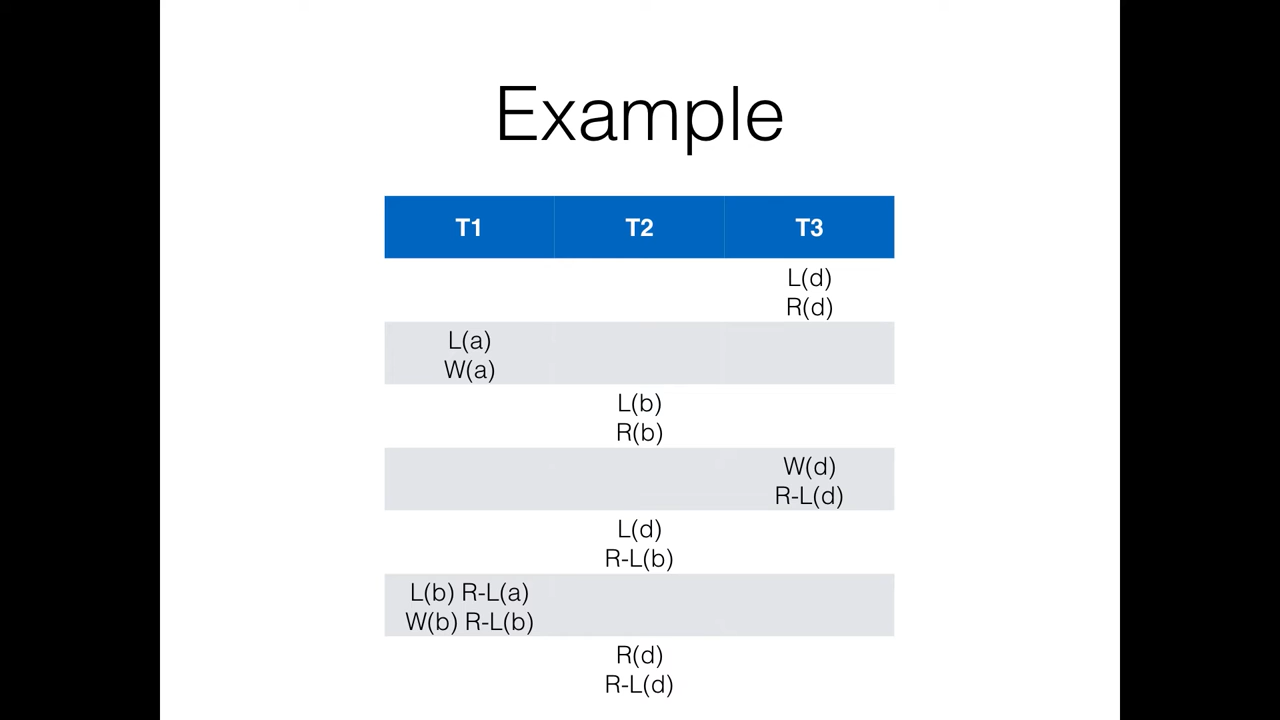 Example
T1 T2 T3
L(d)
R(d)
L(a)
W(a)
L(b)
R(b)
W(d)
R-L(d)
L(d)
R-L(b)
L(b) R-L(a)
W(b) R-L(b)
R(d)
R-L(d)